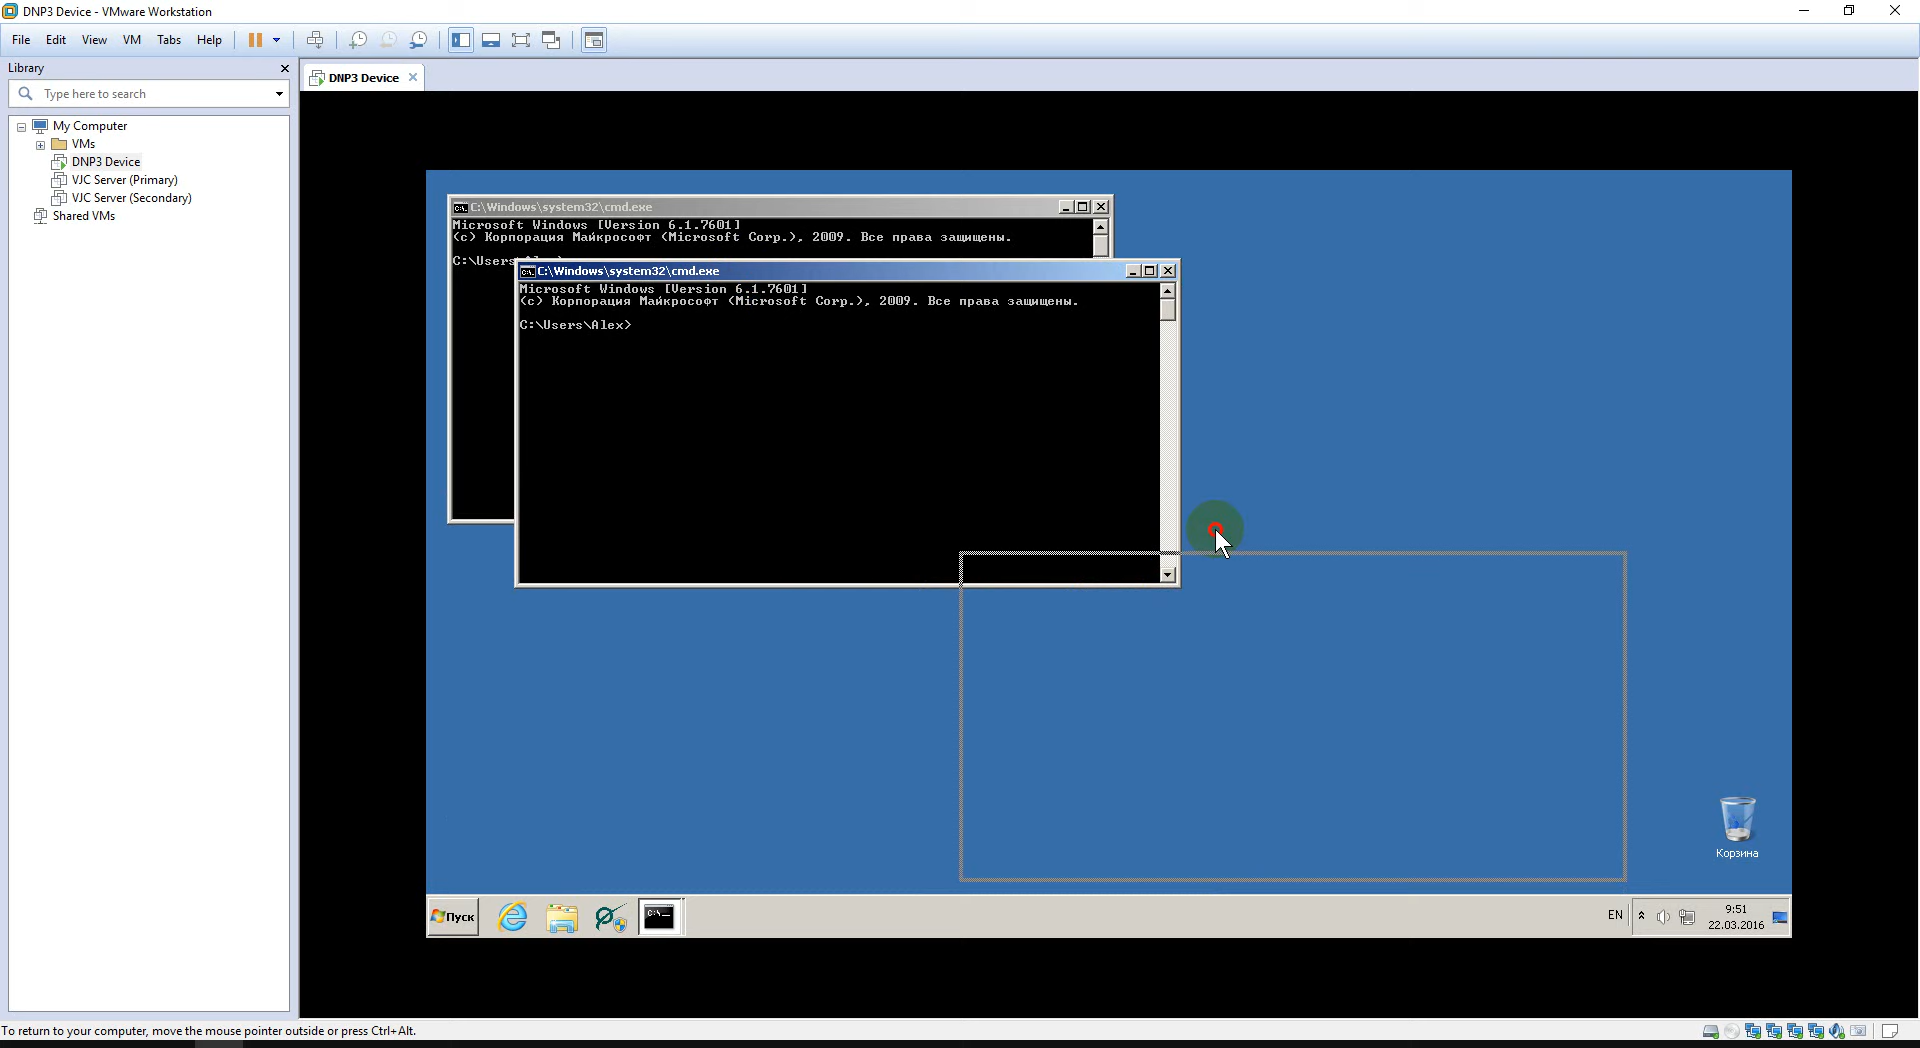 DNP3 Device - VMware Workstation
File Edit View VM Tabs Help
Library
Type here to search
My Computer
VMs
DNP3 Device
VJC Server (Primary)
VJC Server (Secondary)
Shared VMs
DNP3 Device
C:\Windows\system32\cmd.exe
Microsoft Windows [Version 6.1.7601]
(c) Корпорация Майкрософт (Microsoft Corp.), 2009. Все права защищены.
C:\Users
C:\Windows\system32\cmd.exe
Microsoft Windows [Version 6.1.7601]
(c) Корпорация Майкрософт (Microsoft Corp.), 2009. Все права защищены.
C:\Users\Alex>
Корзина
Пуск
EN
9:51
22.03.2016
To return to your computer, move the mouse pointer outside or press Ctrl+Alt.